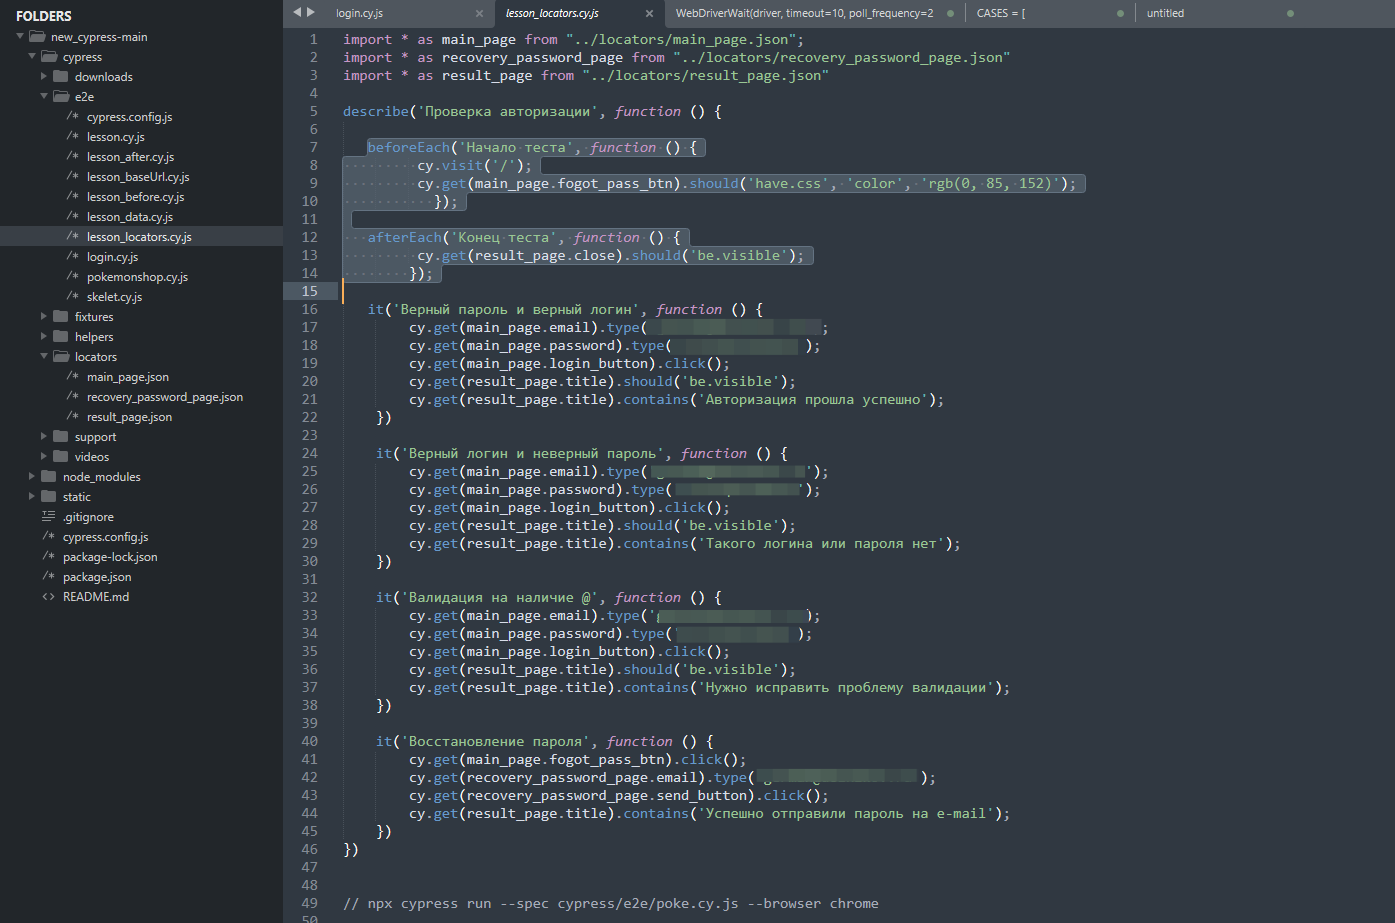 FOLDERS
new_cypress-main
cypress
downloads
e2e
/* cypress.config.js
/* lesson.cy.js
/* lesson_after.cy.js
/* lesson_baseUrl.cy.js
/* lesson_before.cy.js
/* lesson_data.cy.js
/* lesson_locators.cy.js
/* login.cy.js
/* pokemonshop.cy.js
/* skelet.cy.js
fixtures
helpers
locators
/* main_page.json
/* recovery_password_page.json
/* result_page.json
support
videos
node_modules
static
.gitignore
/* cypress.config.js
/* package-lock.json
/* package.json
<> README.md
login.cy.js × lesson_locators.cy.js × WebDriverWait(driver, timeout=10, poll_frequency=2 CASES = [ untitled
1 import * as main_page from "../locators/main_page.json";
2 import * as recovery_password_page from "../locators/recovery_password_page.json"
3 import * as result_page from "../locators/result_page.json"
4
5 describe('Проверка авторизации', function () {
6
7 beforeEach('Начало теста', function () {
8 cy.visit('/');
9 cy.get(main_page.fogot_pass_btn).should('have.css', 'color', 'rgb(0, 85, 152)');
10 });
11
12 afterEach('Конец теста', function () {
13 cy.get(result_page.close).should('be.visible');
14 });
15
16 it('Верный пароль и верный логин', function () {
17 cy.get(main_page.email).type( ;
18 cy.get(main_page.password).type( );
19 cy.get(main_page.login_button).click();
20 cy.get(result_page.title).should('be.visible');
21 cy.get(result_page.title).contains('Авторизация прошла успешно');
22 })
23
24 it('Верный логин и неверный пароль', function () {
25 cy.get(main_page.email).type( ');
26 cy.get(main_page.password).type( ');
27 cy.get(main_page.login_button).click();
28 cy.get(result_page.title).should('be.visible');
29 cy.get(result_page.title).contains('Такого логина или пароля нет');
30 })
31
32 it('Валидация на наличие @', function () {
33 cy.get(main_page.email).type(' );
34 cy.get(main_page.password).type(' );
35 cy.get(main_page.login_button).click();
36 cy.get(result_page.title).should('be.visible');
37 cy.get(result_page.title).contains('Нужно исправить проблему валидации');
38 })
39
40 it('Восстановление пароля', function () {
41 cy.get(main_page.fogot_pass_btn).click();
42 cy.get(recovery_password_page.email).type( );
43 cy.get(recovery_password_page.send_button).click();
44 cy.get(result_page.title).contains('Успешно отправили пароль на e-mail');
45 })
46 })
47
48
49 // npx cypress run --spec cypress/e2e/poke.cy.js --browser chrome
50